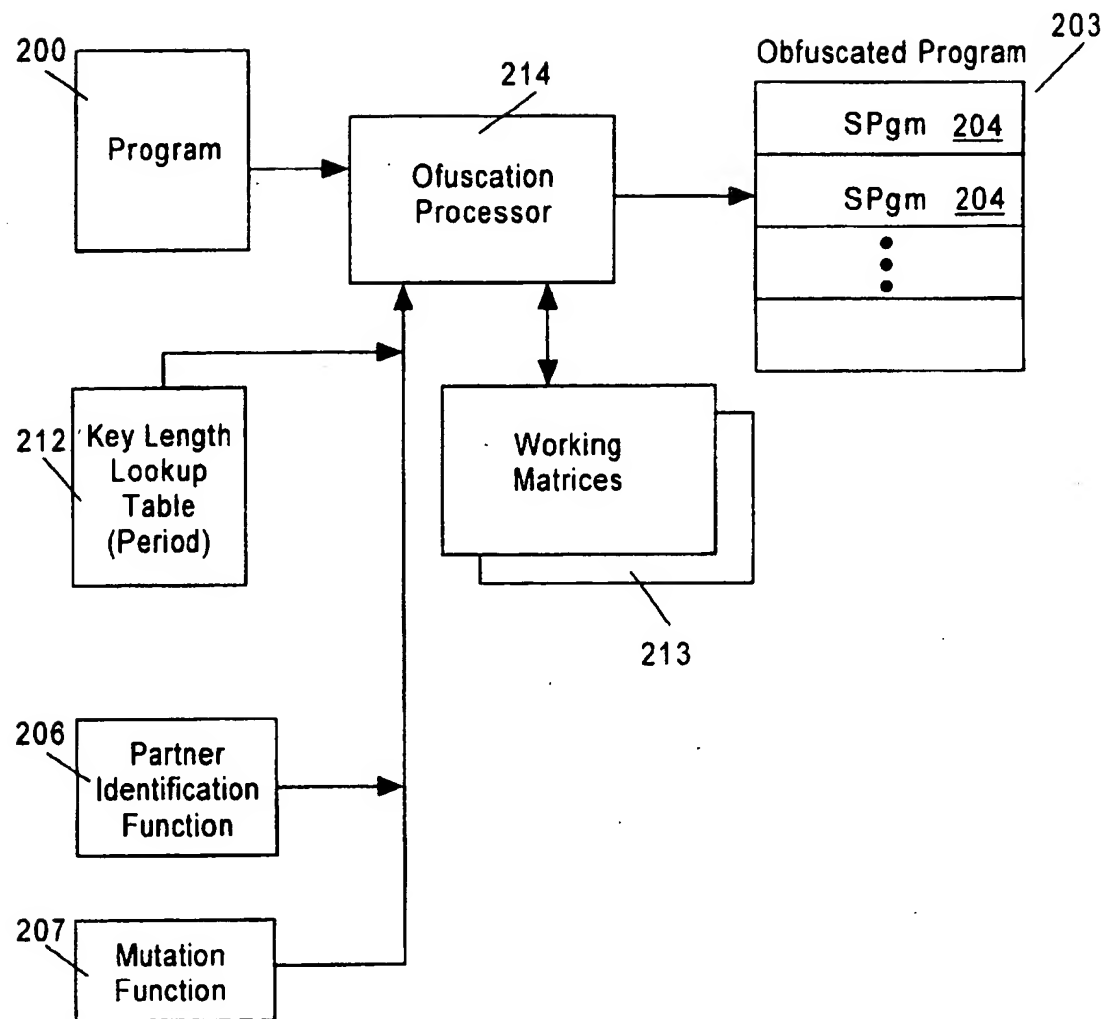 203
200
Obfuscated Program
214
SPgm 204
Program
Ofuscation
Processor
SPgm 204
212
Key Length
Lookup
Table
(Period)
Working
Matrices
213
206
Partner
Identification
Function
207
Mutation
Function